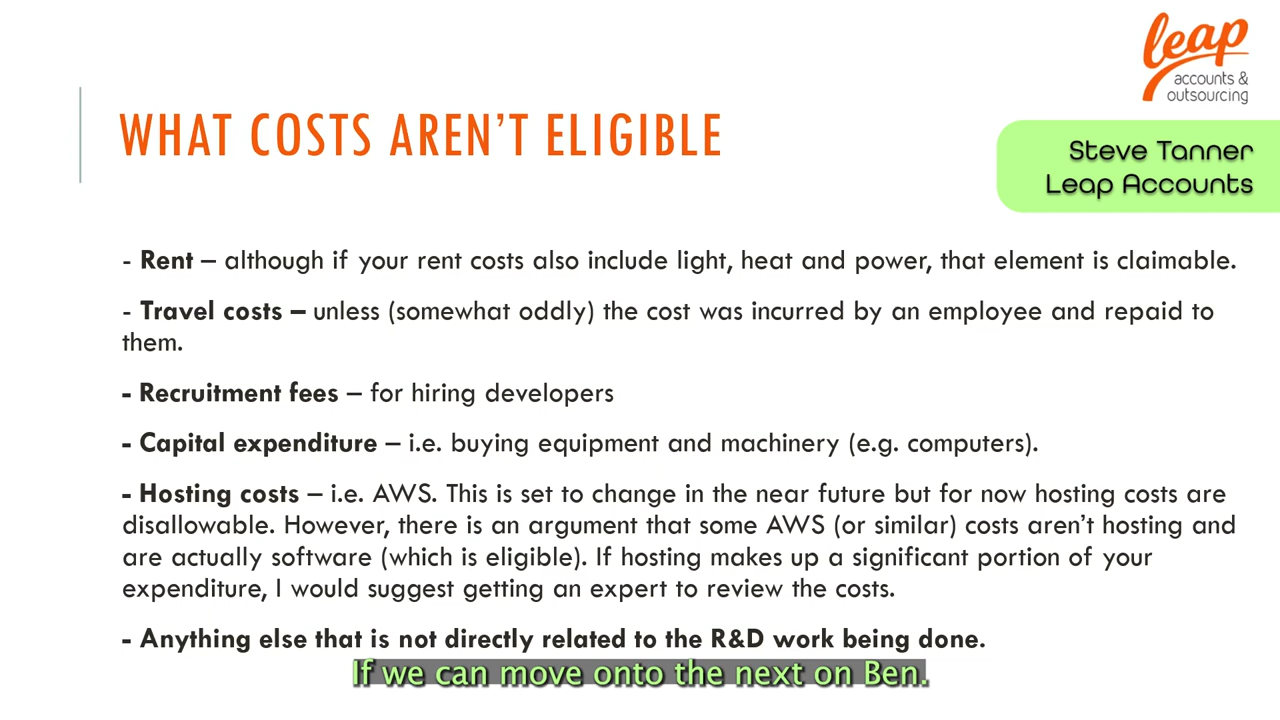 leap
accounts &
outsourcing
WHAT COSTS AREN'T ELIGIBLE
Steve Tanner
Leap Accounts
- Rent – although if your rent costs also include light, heat and power, that element is claimable.
- Travel costs – unless (somewhat oddly) the cost was incurred by an employee and repaid to
them.
- Recruitment fees – for hiring developers
- Capital expenditure – i.e. buying equipment and machinery (e.g. computers).
- Hosting costs – i.e. AWS. This is set to change in the near future but for now hosting costs are
disallowable. However, there is an argument that some AWS (or similar) costs aren't hosting and
are actually software (which is eligible). If hosting makes up a significant portion of your
expenditure, I would suggest getting an expert to review the costs.
- Anything else that is not directly related to the R&D work being done.
If we can move onto the next on Ben.